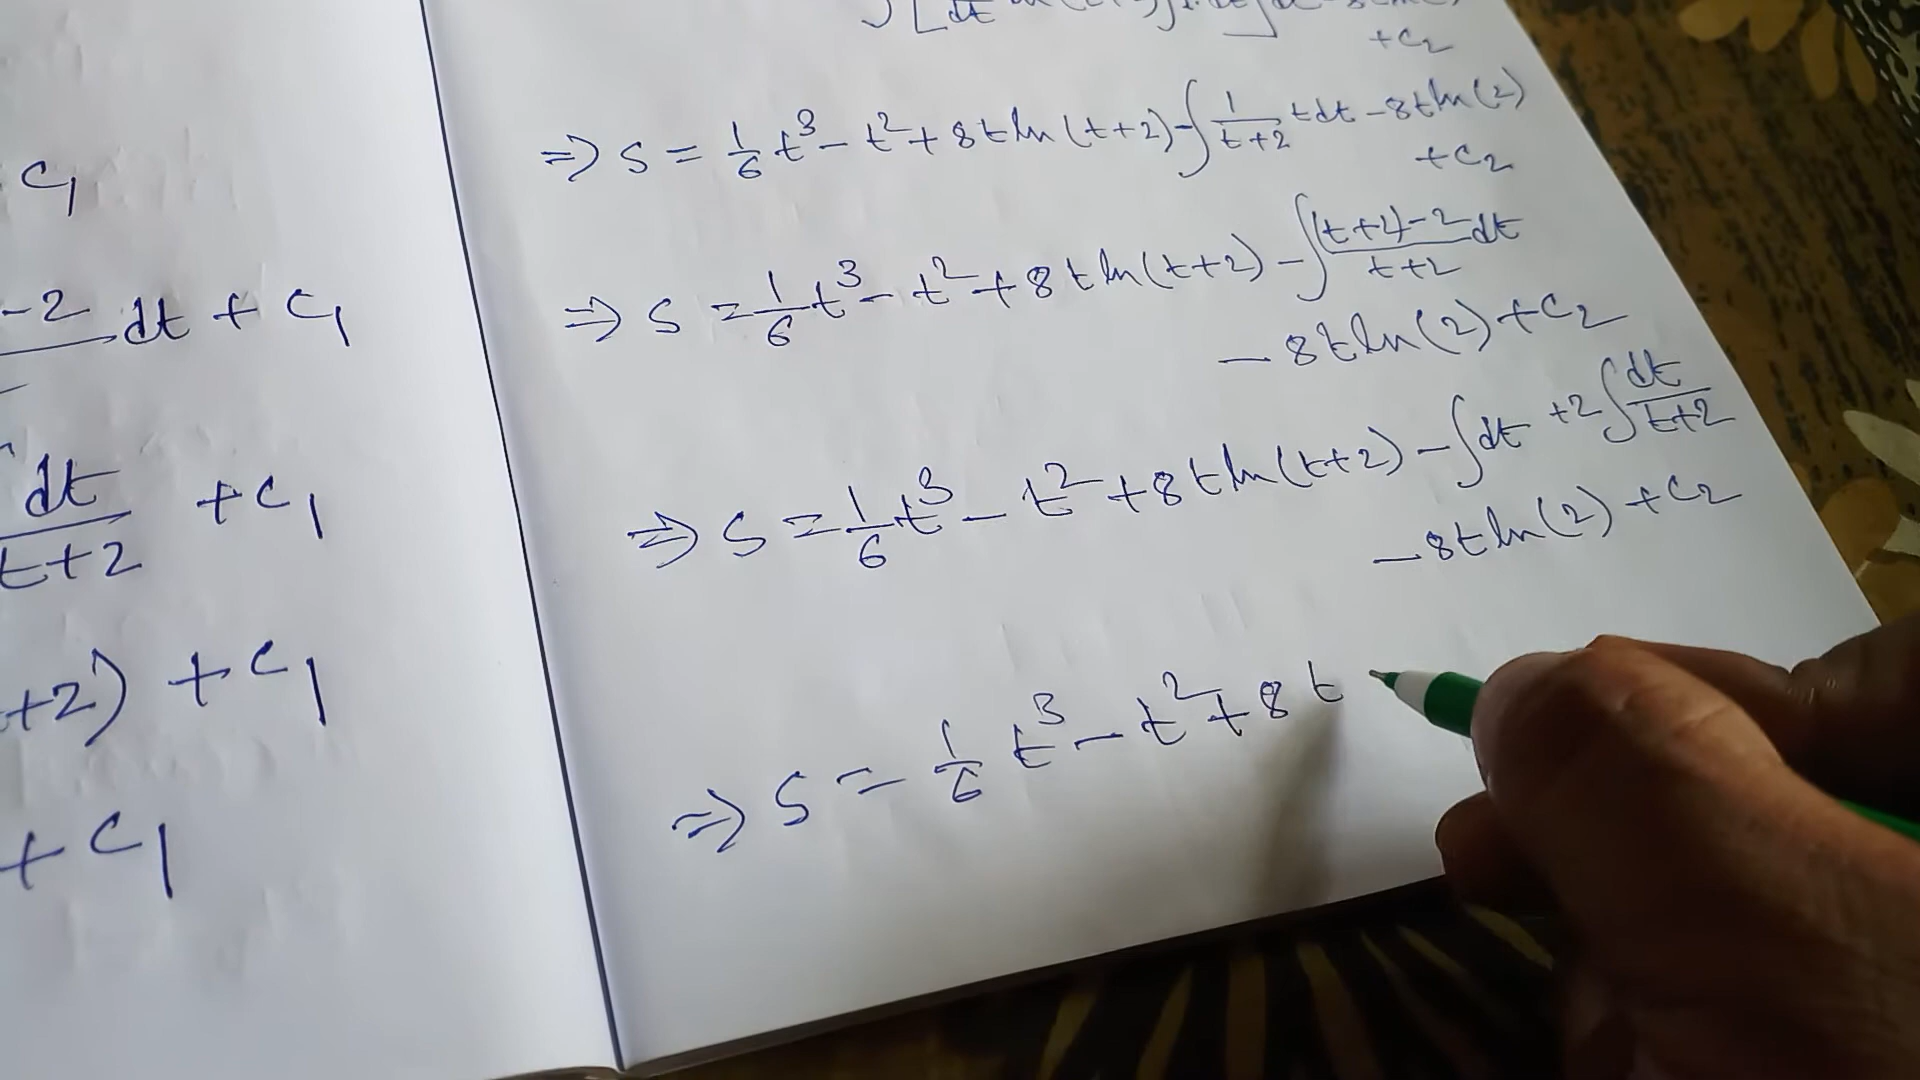 C₁
-2 dt + C₁
dt/(t+2) + C₁
+2) + C₁
+ C₁
+C₂
⇒ S = 1/6 t³ - t² + 8t ln(t+2) - ∫ 1/(t+2) t dt - 8t ln(2)
+C₂
⇒ S = 1/6 t³ - t² + 8t ln(t+2) - ∫ ((t+2)-2)/(t+2) dt
- 8t ln(2) + C₂
⇒ S = 1/6 t³ - t² + 8t ln(t+2) - ∫ dt + 2 ∫ dt/(t+2)
- 8t ln(2) + C₂
⇒ S = 1/6 t³ - t² + 8t